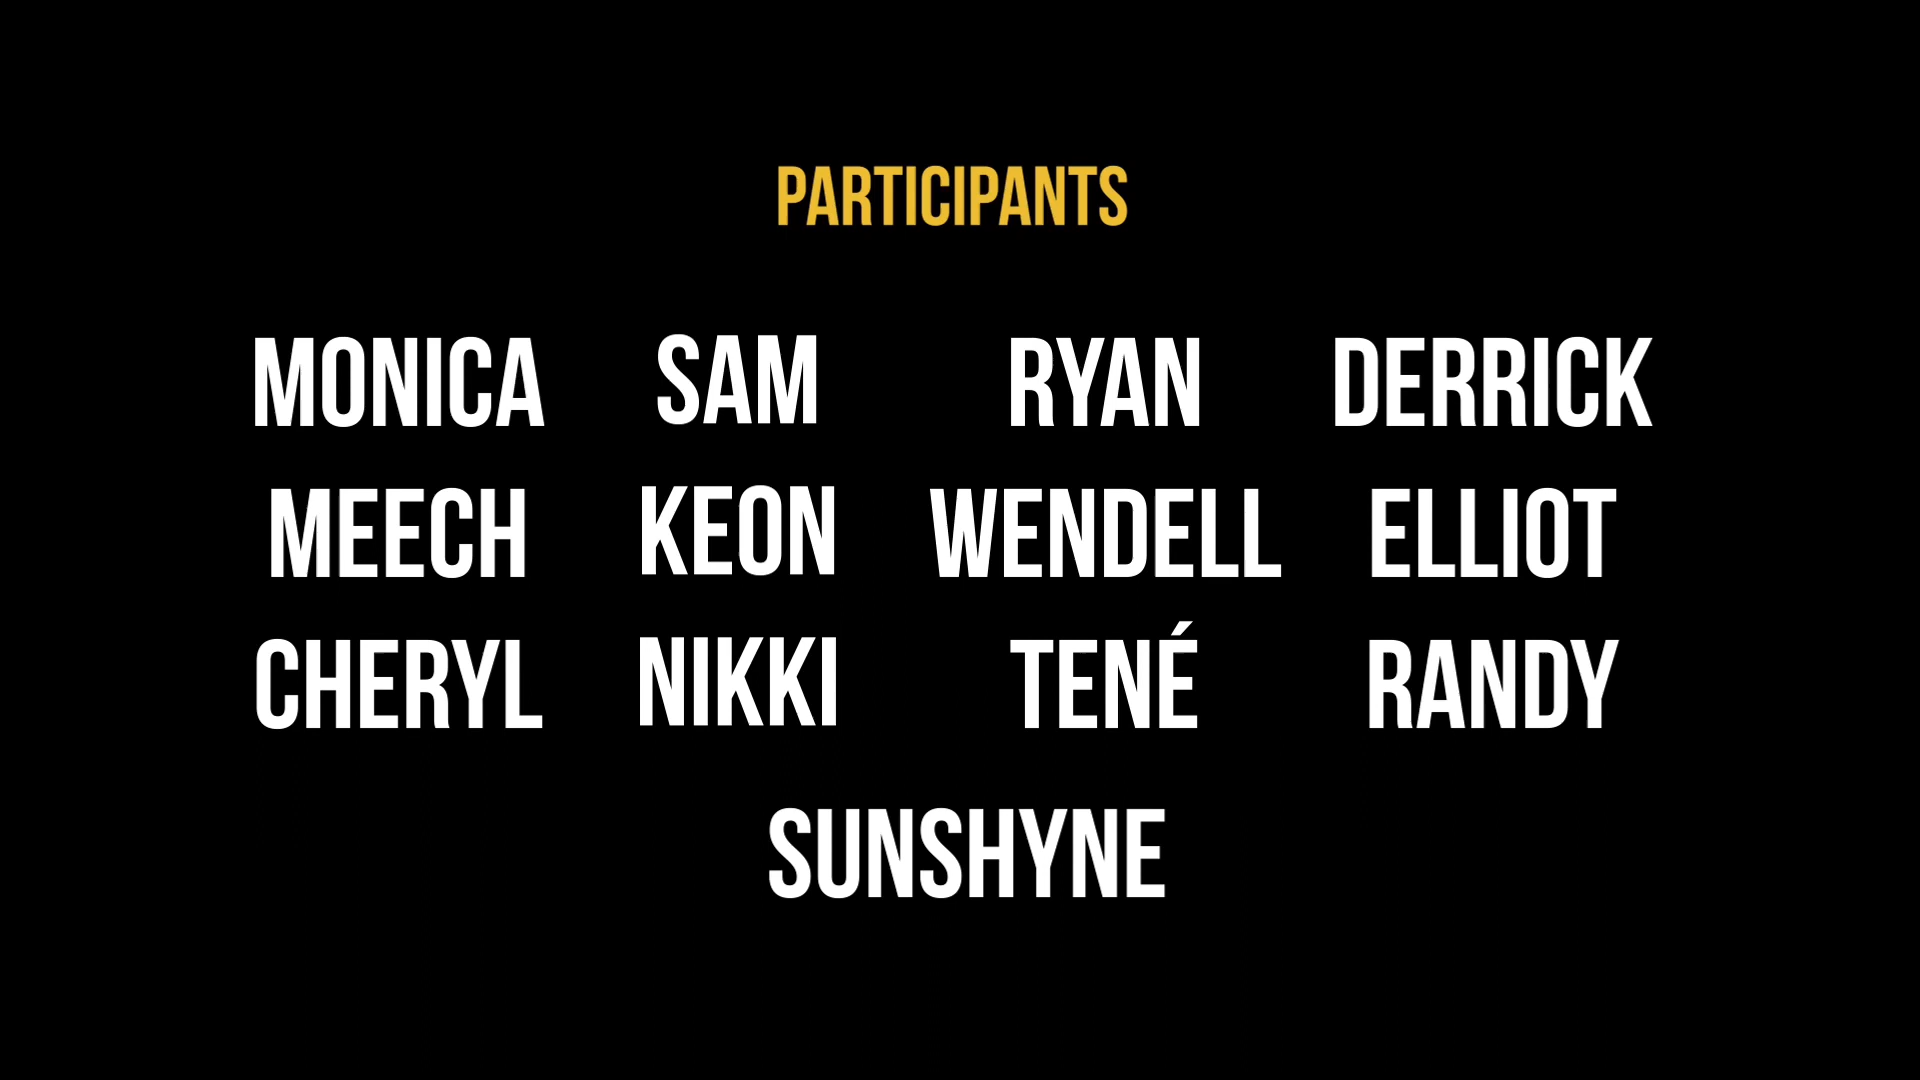 PARTICIPANTS
MONICA SAM RYAN DERRICK
MEECH KEON WENDELL ELLIOT
CHERYL NIKKI TENÉ RANDY
SUNSHYNE